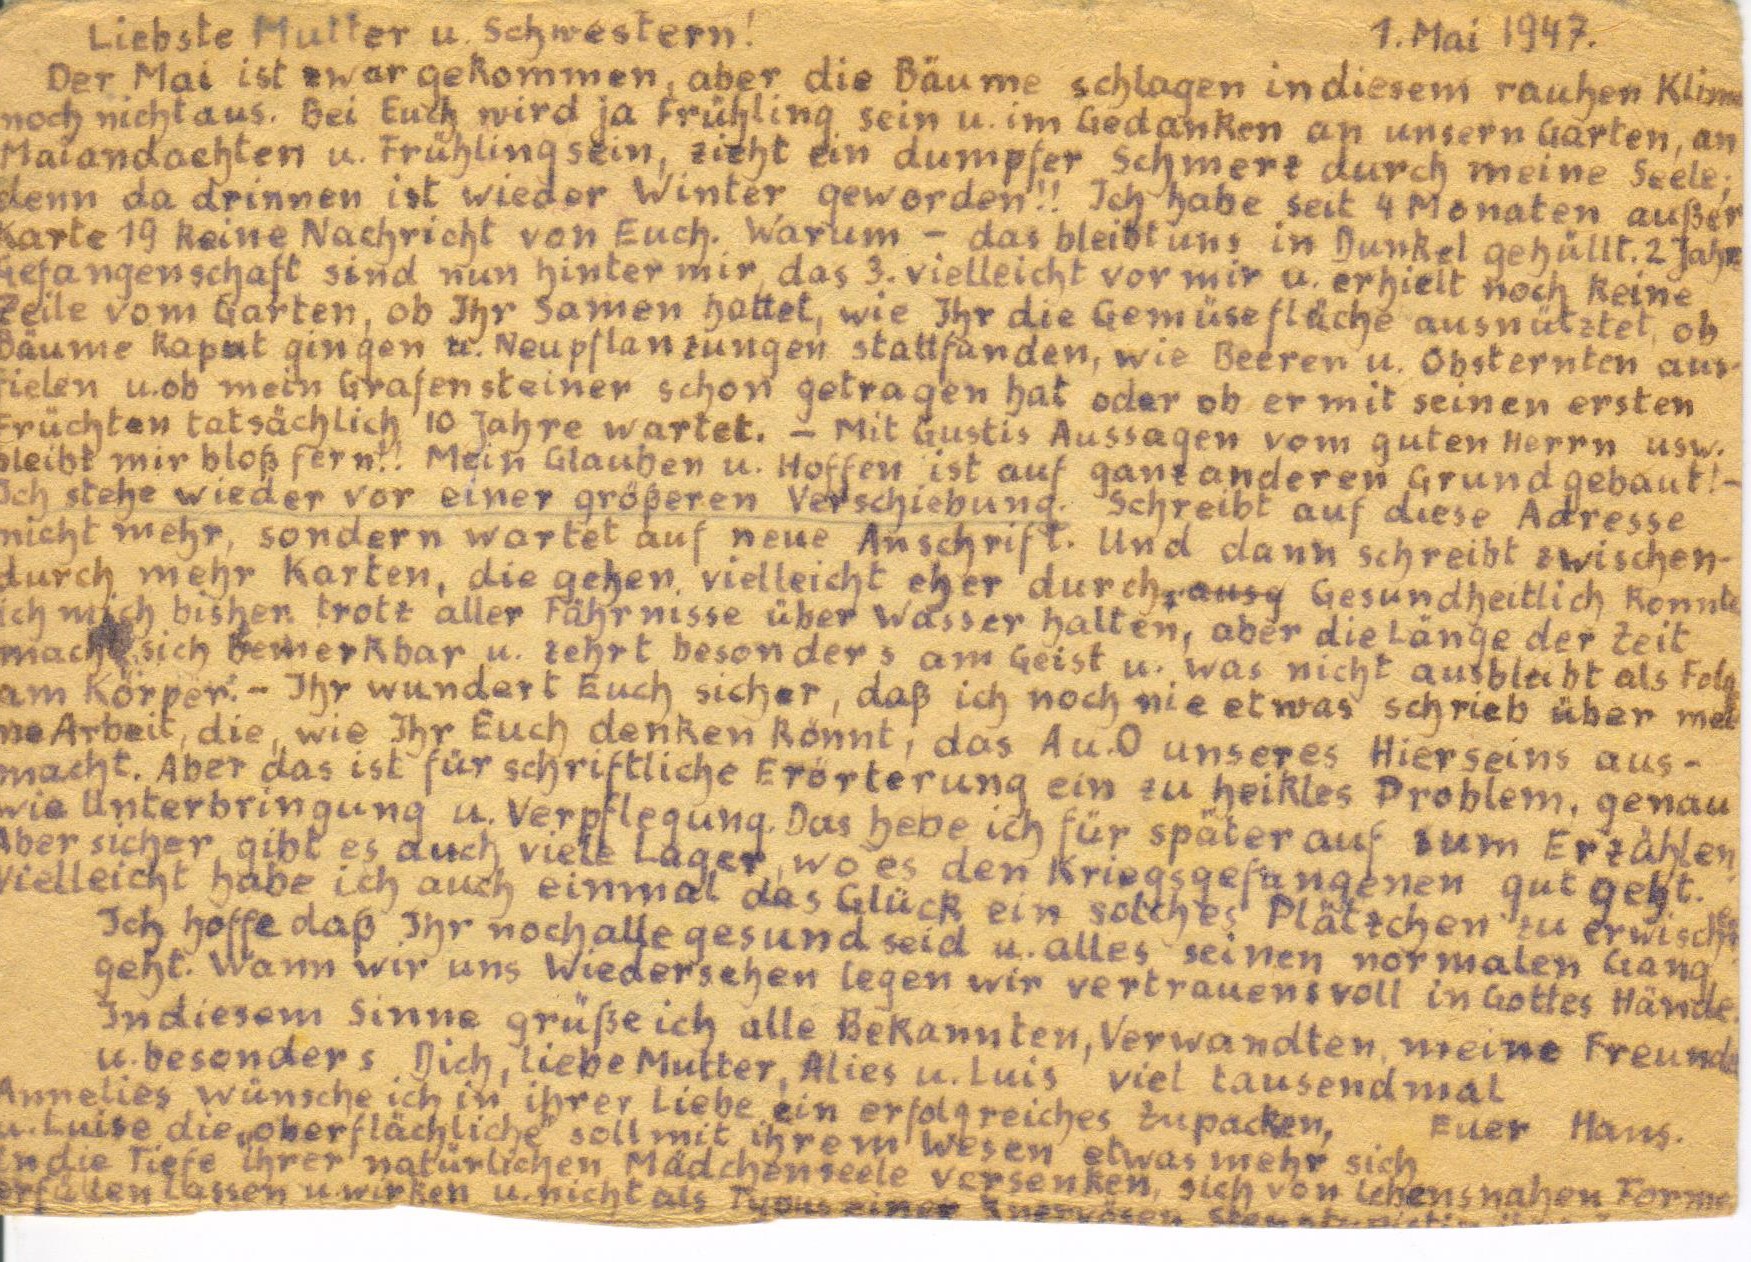 Liebste Mutter u. Schwestern! 1. Mai 1947.
Der Mai ist zwar gekommen, aber die Bäume schlagen in diesem rauhen Klima
noch nicht aus. Bei Euch wird ja Frühling sein u. im Gedanken an unsern Garten, an
Maiandachten u. Frühlingsein, zieht ein dumpfer Schmerz durch meine Seele;
denn da drinnen ist wieder Winter geworden!! Ich habe seit 4 Monaten außer
Karte 19 keine Nachricht von Euch. Warum – das bleibt uns in Dunkel gehüllt. 2 Jahre
Gefangenschaft sind nun hinter mir, das 3. vielleicht vor mir u. erhielt noch keine
Zeile vom Garten, ob Ihr Samen hattet, wie Ihr die Gemüsefläche ausnütztet, ob
Bäume kaput gingen u. Neupflanzungen stattfanden, wie Beeren u. Obsternten aus-
fielen u. ob mein Grafensteiner schon getragen hat oder ob er mit seinen ersten
Früchten tatsächlich 10 Jahre wartet. – Mit Gustis Aussagen vom guten Herrn usw.
bleibt mir bloß fern!! Mein Glauben u. Hoffen ist auf ganz anderen Grund gebaut! –
Ich stehe wieder vor einer größeren Verschiebung. Schreibt auf diese Adresse
nicht mehr, sondern wartet auf neue Anschrift. Und dann schreibt zwischen-
durch mehr Karten, die gehen vielleicht eher durch. Gesundheitlich konnte
ich mich bisher trotz aller Fährnisse über Wasser halten, aber die Länge der Zeit
macht sich bemerkbar u. zehrt besonders am Geist u. was nicht ausbleibt als Folg
am Körper. – Ihr wundert Euch sicher, daß ich noch nie etwas schrieb über mei
ne Arbeit, die, wie Ihr Euch denken könnt, das A u. O unseres Hierseins aus-
macht. Aber das ist für schriftliche Erörterung ein zu heikles Problem, genau
wie Unterbringung u. Verpflegung. Das hebe ich für später auf zum Erzählen
Aber sicher gibt es auch viele Lager, wo es den Kriegsgefangenen gut geht.
Vielleicht habe ich auch einmal das Glück ein solches Plätzchen zu erwischen
Ich hoffe daß Ihr noch alle gesund seid u. alles seinen normalen Gang
geht. Wann wir uns Wiedersehen legen wir vertrauensvoll in Gottes Hände.
In diesem Sinne grüße ich alle Bekannten, Verwandten, meine Freunde
u. besonders Dich, liebe Mutter, Alies u. Luis viel tausendmal
Annelies wünsche ich in ihrer Liebe ein erfolgreiches Zupacken, Euer Hans.
u. Luise die „oberflächliche" soll mit ihrem Wesen etwas mehr sich
in die Tiefe ihrer natürlichen Mädchenseele versenken, sich von lebensnahen Forme
erfüllen lassen u. wirken u. nicht als Typus einer nervösen